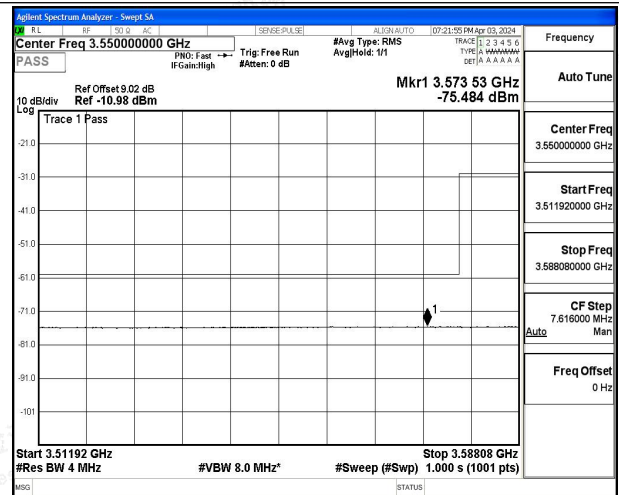 Agilent Spectrum Analyzer - Swept SA
RL RF 50 Ω AC SENSE:PULSE ALIGN AUTO 07:21:55 PM Apr 03, 2024
Center Freq 3.550000000 GHz
PASS
PNO: Fast
IFGain:High
Trig: Free Run
#Atten: 0 dB
#Avg Type: RMS
Avg|Hold: 1/1
TRACE 1 2 3 4 5 6
TYPE A
DET A A A A A A
Frequency
Mkr1 3.573 53 GHz
-75.484 dBm
Ref Offset 9.02 dB
10 dB/div Ref -10.98 dBm
Log
Trace 1 Pass
-21.0
-31.0
-41.0
-51.0
-61.0
-71.0
-81.0
-91.0
-101
1
Start 3.51192 GHz Stop 3.58808 GHz
#Res BW 4 MHz #VBW 8.0 MHz* #Sweep (#Swp) 1.000 s (1001 pts)
MSG STATUS
Auto Tune
Center Freq
3.550000000 GHz
Start Freq
3.511920000 GHz
Stop Freq
3.588080000 GHz
CF Step
7.616000 MHz
Auto Man
Freq Offset
0 Hz